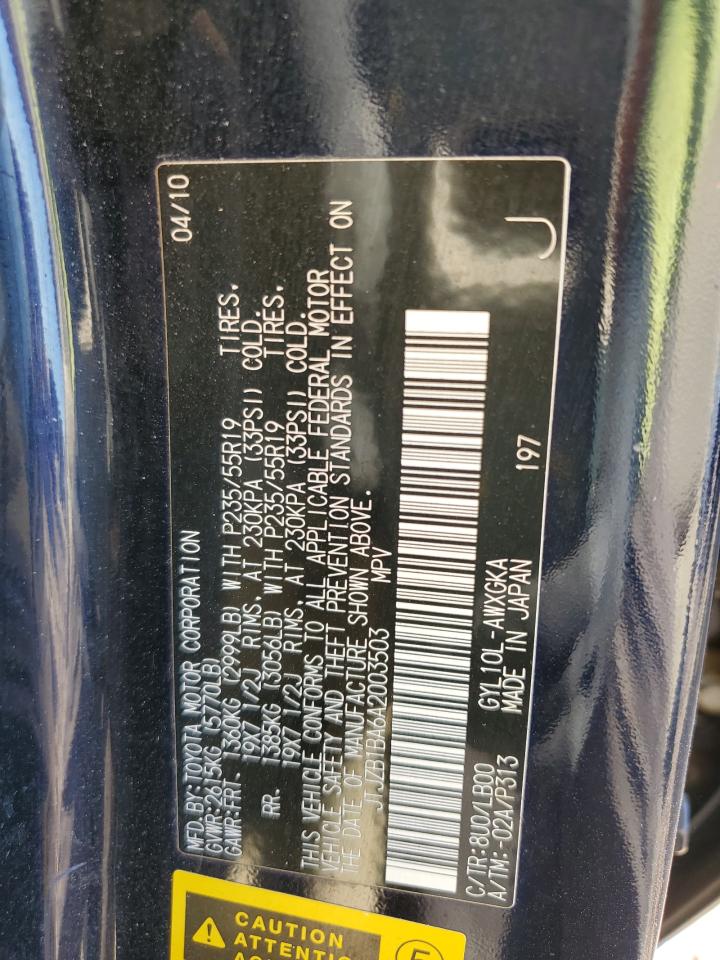 MFD.BY:TOYOTA MOTOR CORPORATION 04/10
GVWR:2615KG (5770LB)
GAWR:FRT. 1360KG (2999LB) WITH P235/55R19 TIRES.
19X7 1/2J RIMS, AT 230KPA (33PSI) COLD.
RR. 1385KG (3056LB) WITH P235/55R19 TIRES.
19X7 1/2J RIMS, AT 230KPA (33PSI) COLD.
THIS VEHICLE CONFORMS TO ALL APPLICABLE FEDERAL MOTOR
VEHICLE SAFETY AND THEFT PREVENTION STANDARDS IN EFFECT ON
THE DATE OF MANUFACTURE SHOWN ABOVE.
JTJZB1BA6A2003503 MPV
C/TR:8U0/LB00 GYL10L-AWXGKA
A/TM:-02A/P313 MADE IN JAPAN 197
J
CAUTION
ATTENTI